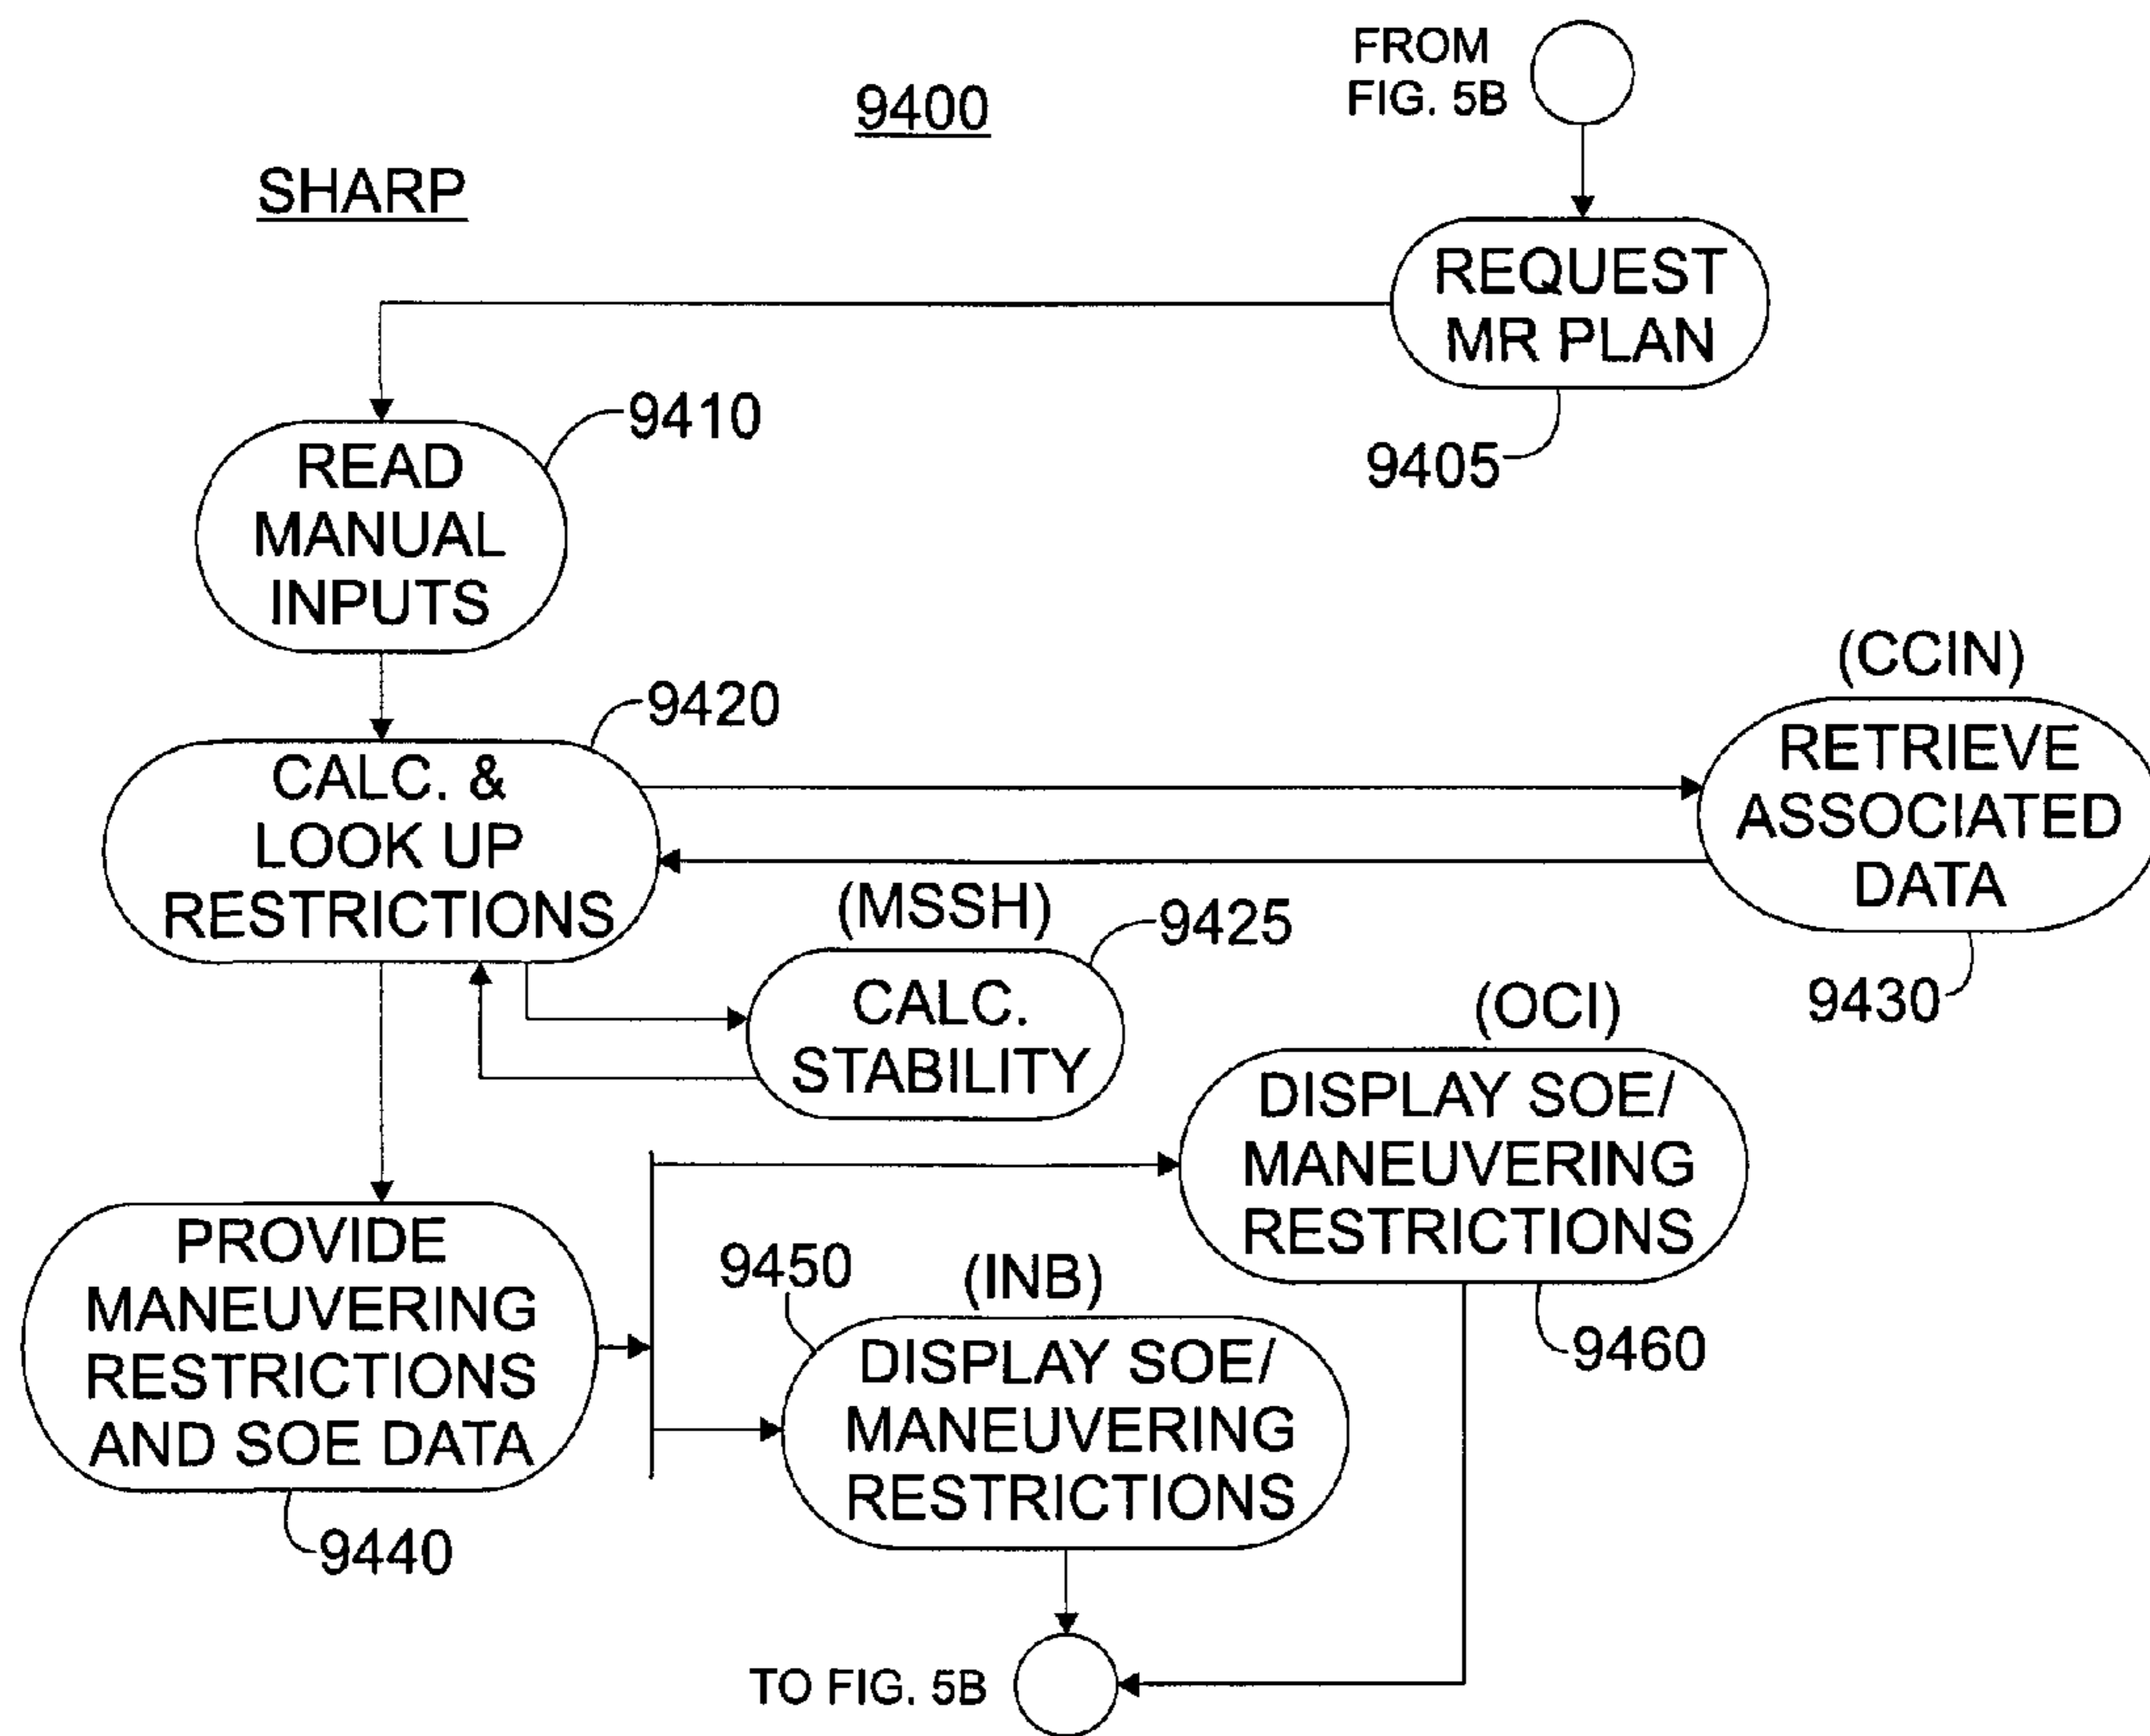 FROM
FIG. 5B
9400
SHARP
REQUEST
MR PLAN
9405
READ
MANUAL
INPUTS
9410
CALC. &
LOOK UP
RESTRICTIONS
9420
(CCIN)
RETRIEVE
ASSOCIATED
DATA
9430
(MSSH)
CALC.
STABILITY
9425
(OCI)
DISPLAY SOE/
MANEUVERING
RESTRICTIONS
9460
PROVIDE
MANEUVERING
RESTRICTIONS
AND SOE DATA
9440
9450
(INB)
DISPLAY SOE/
MANEUVERING
RESTRICTIONS
TO FIG. 5B